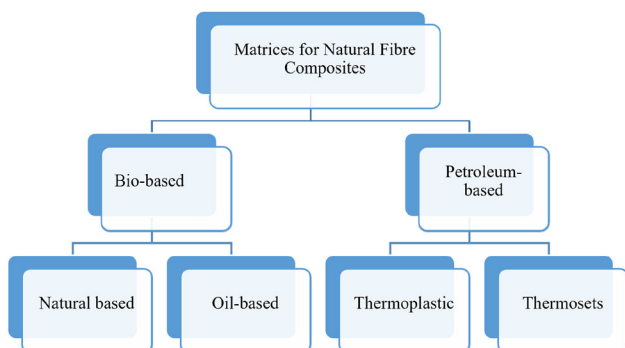 Matrices for Natural Fibre
Composites
Bio-based
Petroleum-
based
Natural based
Oil-based
Thermoplastic
Thermosets